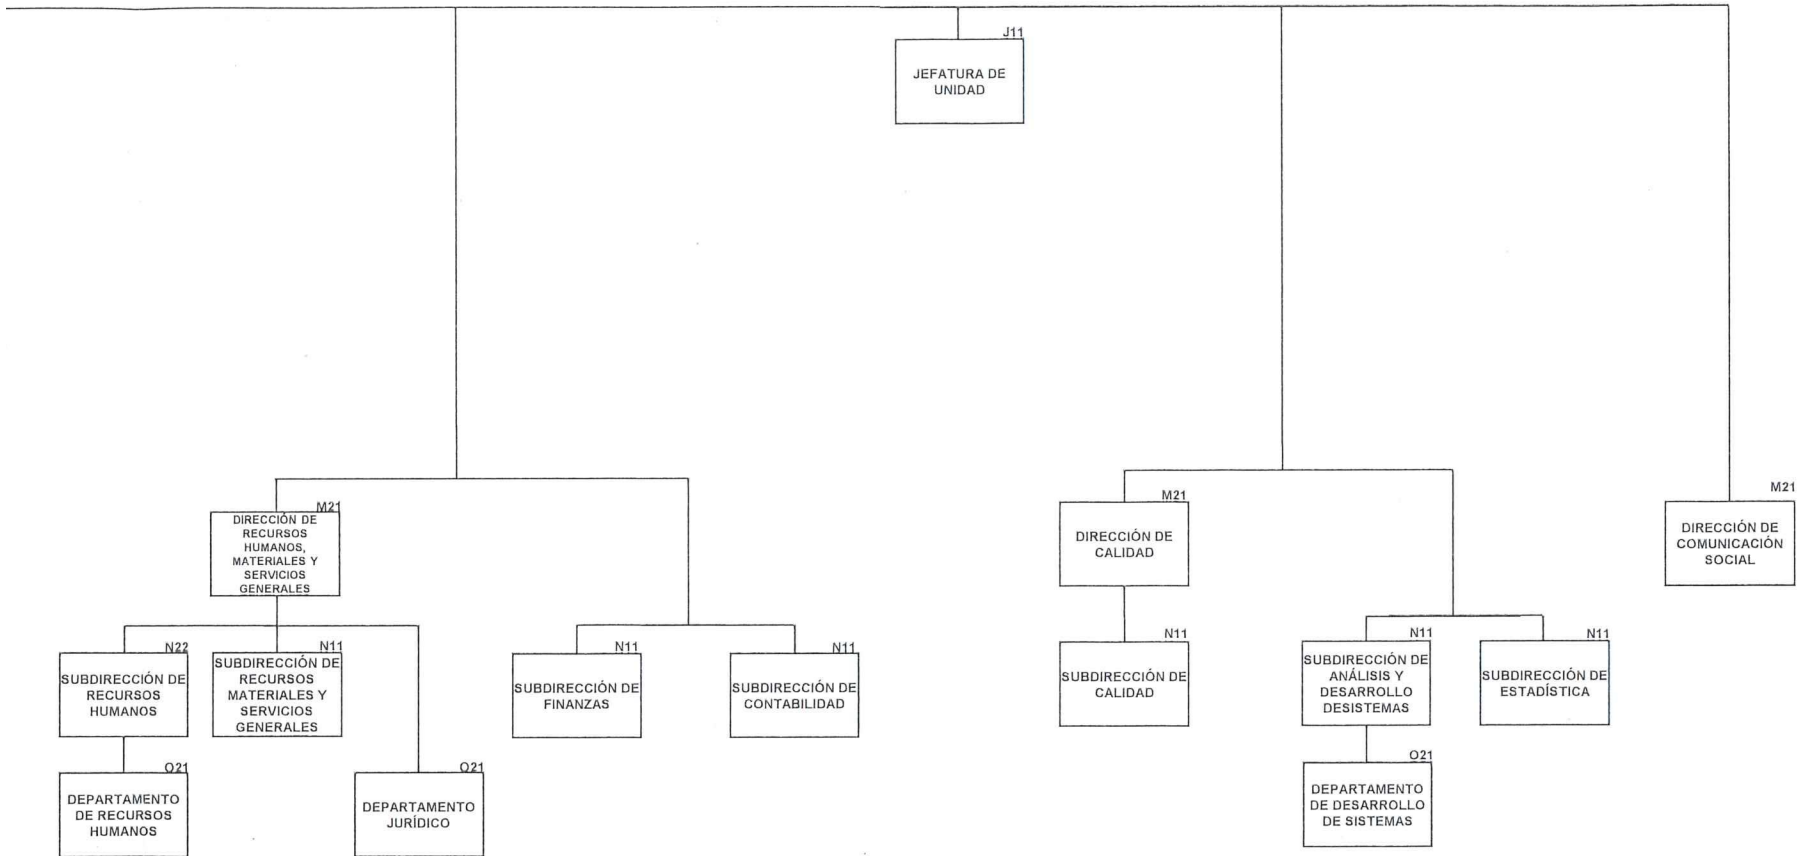 J11
JEFATURA DE
UNIDAD
M21
DIRECCIÓN DE
RECURSOS
HUMANOS,
MATERIALES Y
SERVICIOS
GENERALES
M21
DIRECCIÓN DE
CALIDAD
M21
DIRECCIÓN DE
COMUNICACIÓN
SOCIAL
N22
SUBDIRECCIÓN DE
RECURSOS
HUMANOS
N11
SUBDIRECCIÓN DE
RECURSOS
MATERIALES Y
SERVICIOS
GENERALES
N11
SUBDIRECCIÓN DE
FINANZAS
N11
SUBDIRECCIÓN DE
CONTABILIDAD
N11
SUBDIRECCIÓN DE
CALIDAD
N11
SUBDIRECCIÓN DE
ANÁLISIS Y
DESARROLLO
DESISTEMAS
N11
SUBDIRECCIÓN DE
ESTADÍSTICA
O21
DEPARTAMENTO
DE RECURSOS
HUMANOS
O21
DEPARTAMENTO
JURÍDICO
O21
DEPARTAMENTO
DE DESARROLLO
DE SISTEMAS